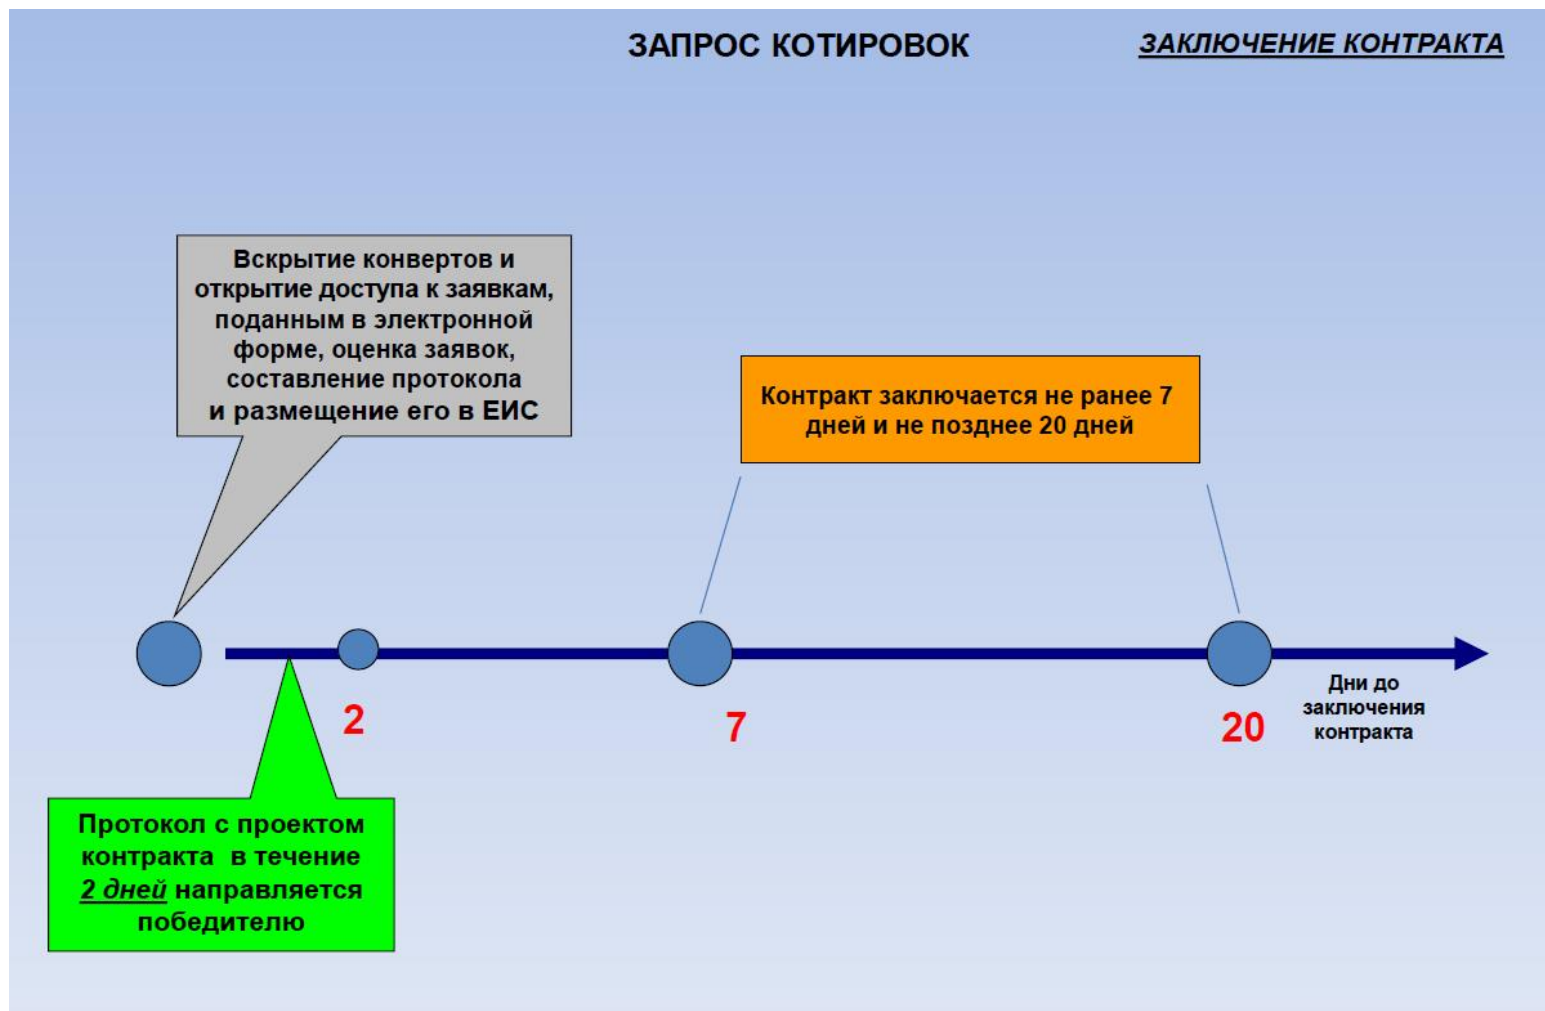 ЗАПРОС КОТИРОВОК
ЗАКЛЮЧЕНИЕ КОНТРАКТА
Вскрытие конвертов и
открытие доступа к заявкам,
поданным в электронной
форме, оценка заявок,
составление протокола
и размещение его в ЕИС
Контракт заключается не ранее 7
дней и не позднее 20 дней
2
7
20
Дни до
заключения
контракта
Протокол с проектом
контракта в течение
2 дней направляется
победителю